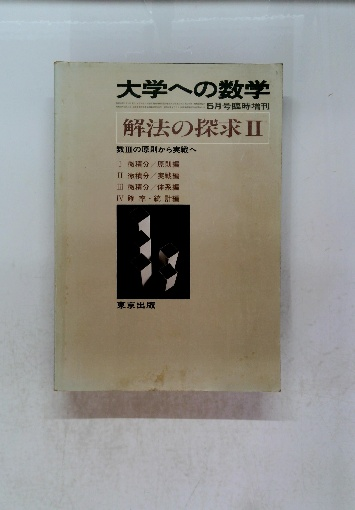 大学への数学
5月号臨時増刊
解法の探求II
数IIIの原則から実戦へ
I 微積分／原則編
II 微積分／実戦編
III 微積分／体系編
IV 確率・統計編
東京出版